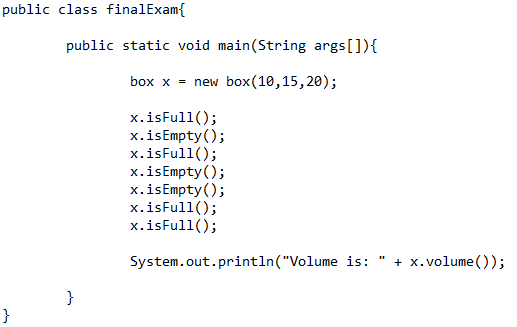 public class finalExam{
public static void main(String args[]){
box x = new box(10,15,20);
x.isFull();
x.isEmpty();
x.isFull();
x.isEmpty();
x.isEmpty();
x.isFull();
x.isFull();
System.out.println("Volume is: " + x.volume());
}
}